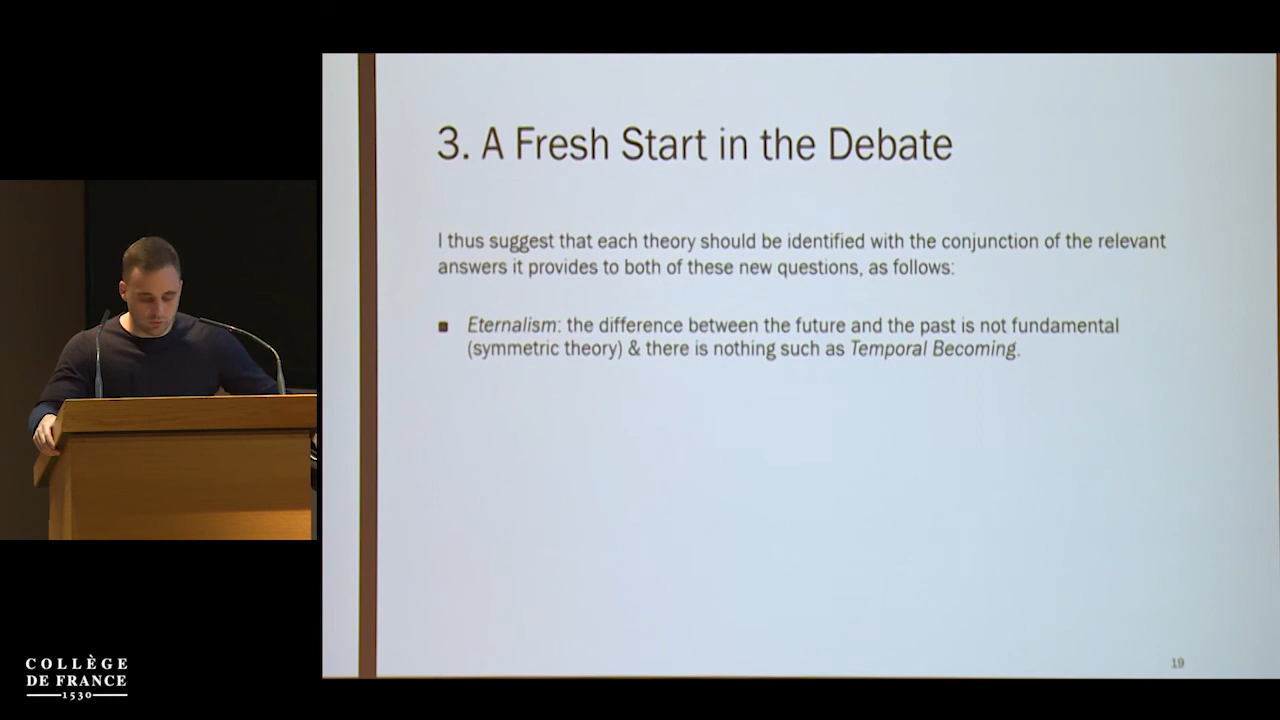 3. A Fresh Start in the Debate
I thus suggest that each theory should be identified with the conjunction of the relevant
answers it provides to both of these new questions, as follows:
Eternalism: the difference between the future and the past is not fundamental
(symmetric theory) & there is nothing such as Temporal Becoming.
19
COLLÈGE
DE FRANCE
1530